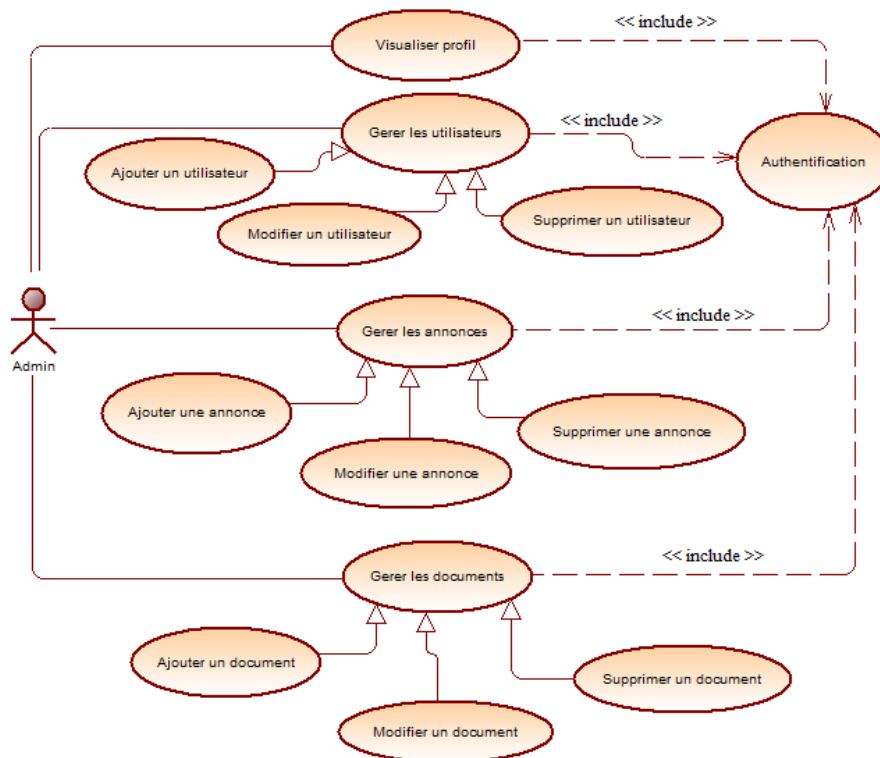 << include >>
Visualiser profil
<< include >>
Gerer les utilisateurs
Authentification
Ajouter un utilisateur
Supprimer un utilisateur
Modifier un utilisateur
<< include >>
Gerer les annonces
Admin
Ajouter une annonce
Supprimer une annonce
Modifier une annonce
<< include >>
Gerer les documents
Ajouter un document
Supprimer un document
Modifier un document